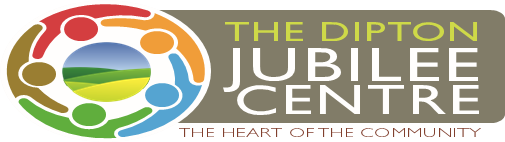 THE DIPTON
JUBILEE
CENTRE
THE HEART OF THE COMMUNITY